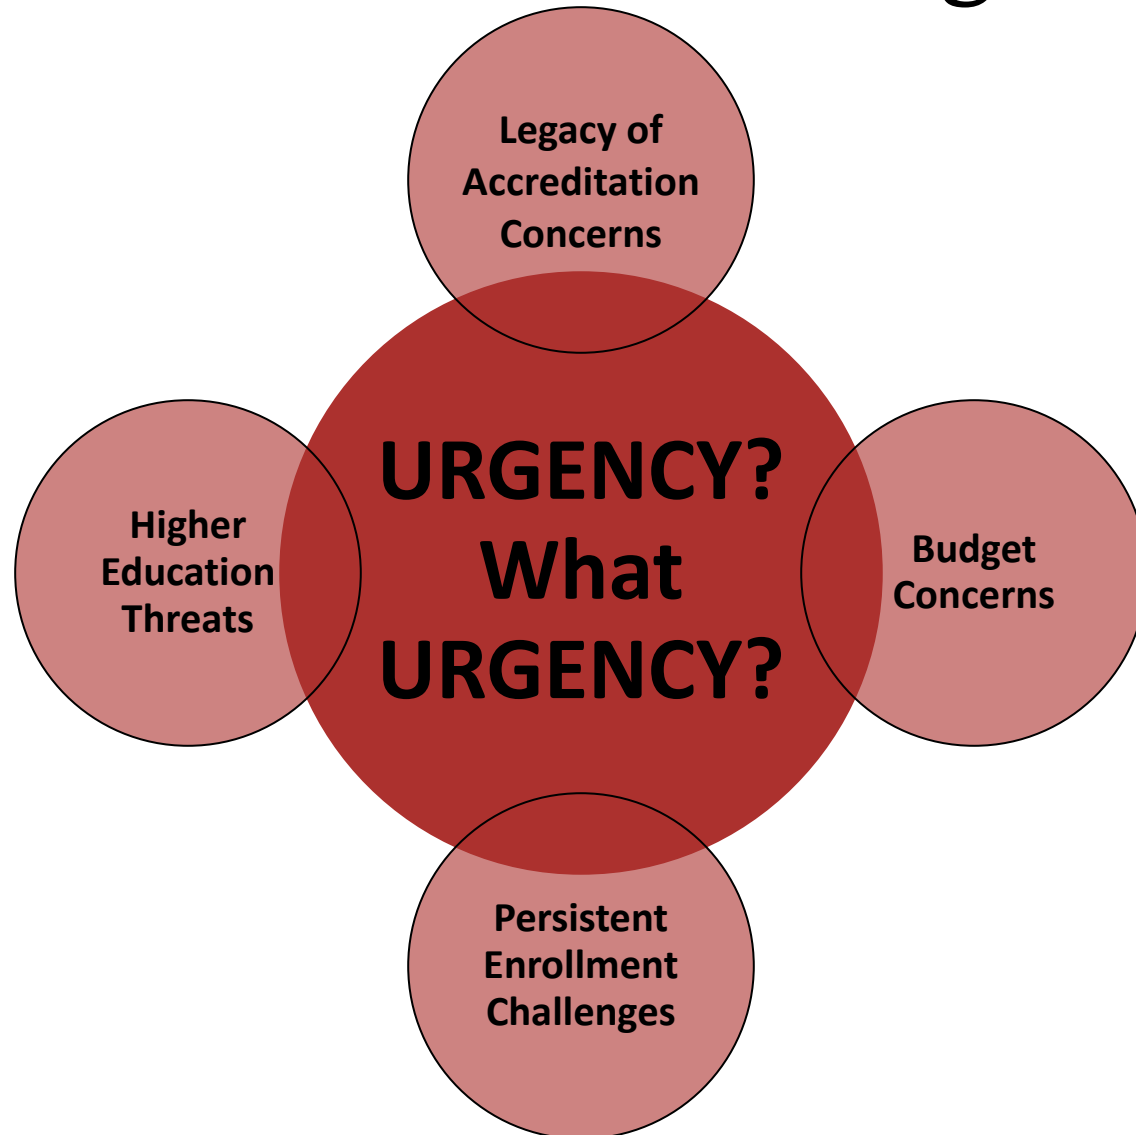 Legacy of
Accreditation
Concerns
URGENCY?
What
URGENCY?
Higher
Education
Threats
Budget
Concerns
Persistent
Enrollment
Challenges